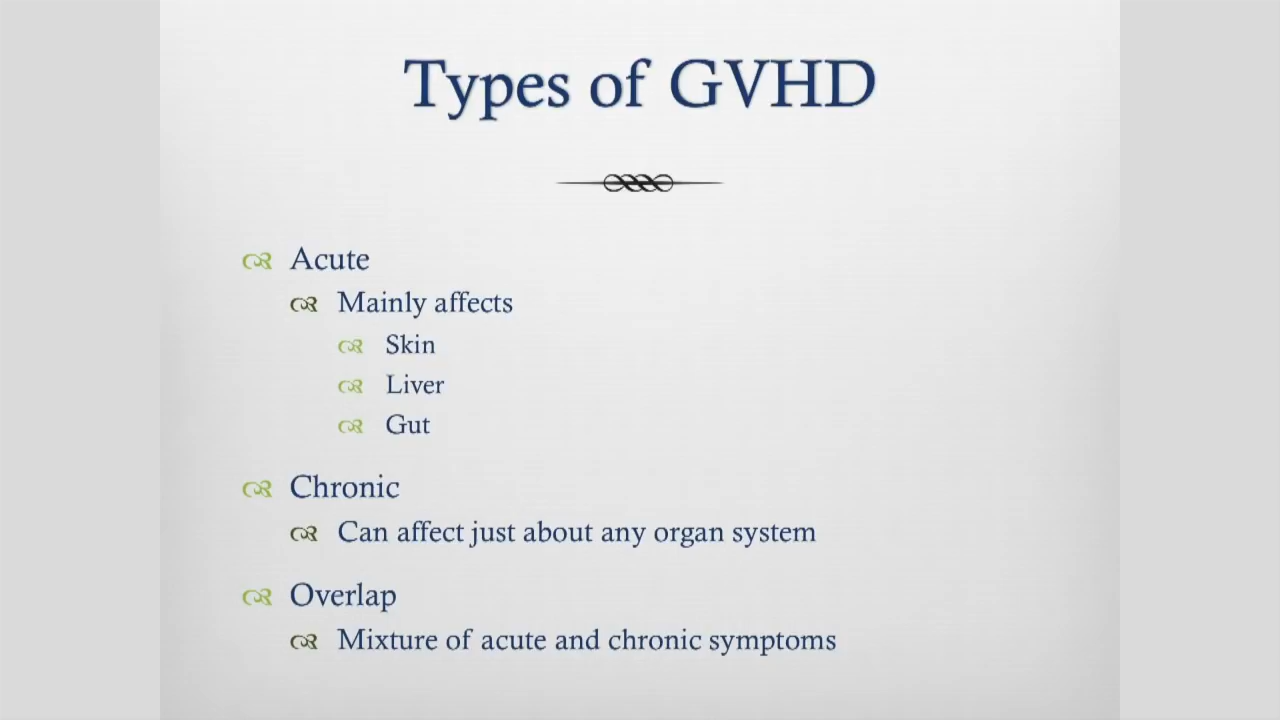 Types of GVHD
Acute
Mainly affects
Skin
Liver
Gut
Chronic
Can affect just about any organ system
Overlap
Mixture of acute and chronic symptoms